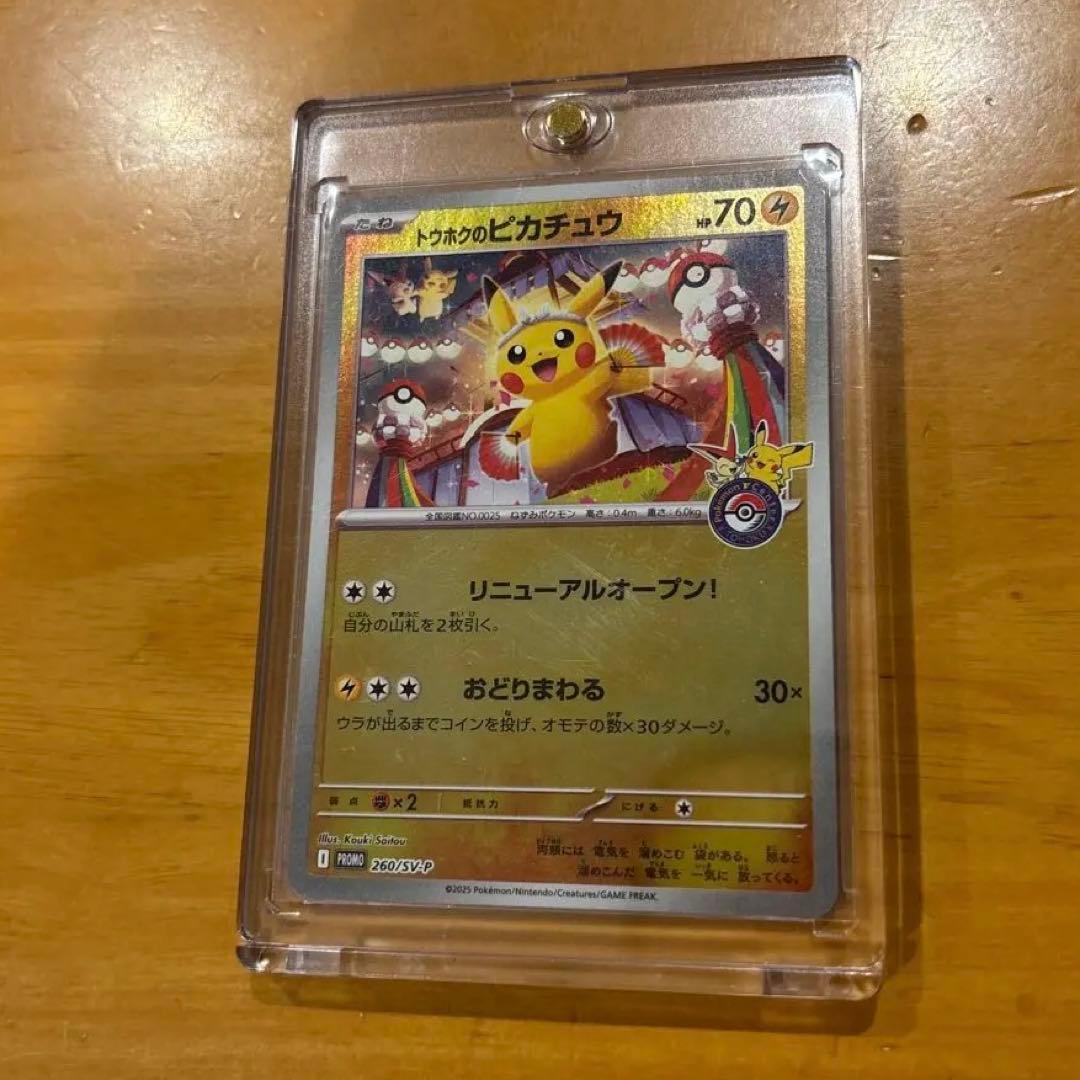 たね
トウホクのピカチュウ
HP 70
全国図鑑NO.0025 ねずみポケモン 高さ:0.4m 重さ:6.0kg
Pokémon Center
TOHOKU
リニューアルオープン!
自分の山札を2枚引く。
おどりまわる 30×
ウラが出るまでコインを投げ、オモテの数×30ダメージ。
弱点 ×2 抵抗力 にげる
Illus. Kouki Saitou
I PROMO 260/SV-P
両頬には 電気を 溜めこむ 袋がある。 怒ると
溜めこんだ 電気を 一気に 放ってくる。
©2025 Pokémon/Nintendo/Creatures/GAME FREAK.